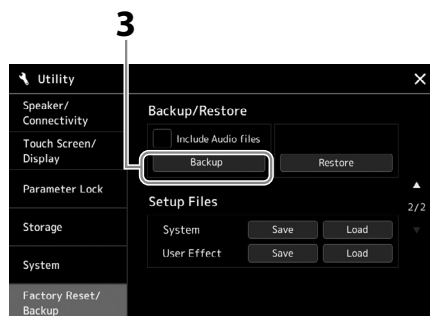 3
Utility
Speaker/
Connectivity
Touch Screen/
Display
Parameter Lock
Storage
System
Factory Reset/
Backup
Backup/Restore
Include Audio files
Backup Restore
Setup Files
System Save Load
User Effect Save Load
2/2